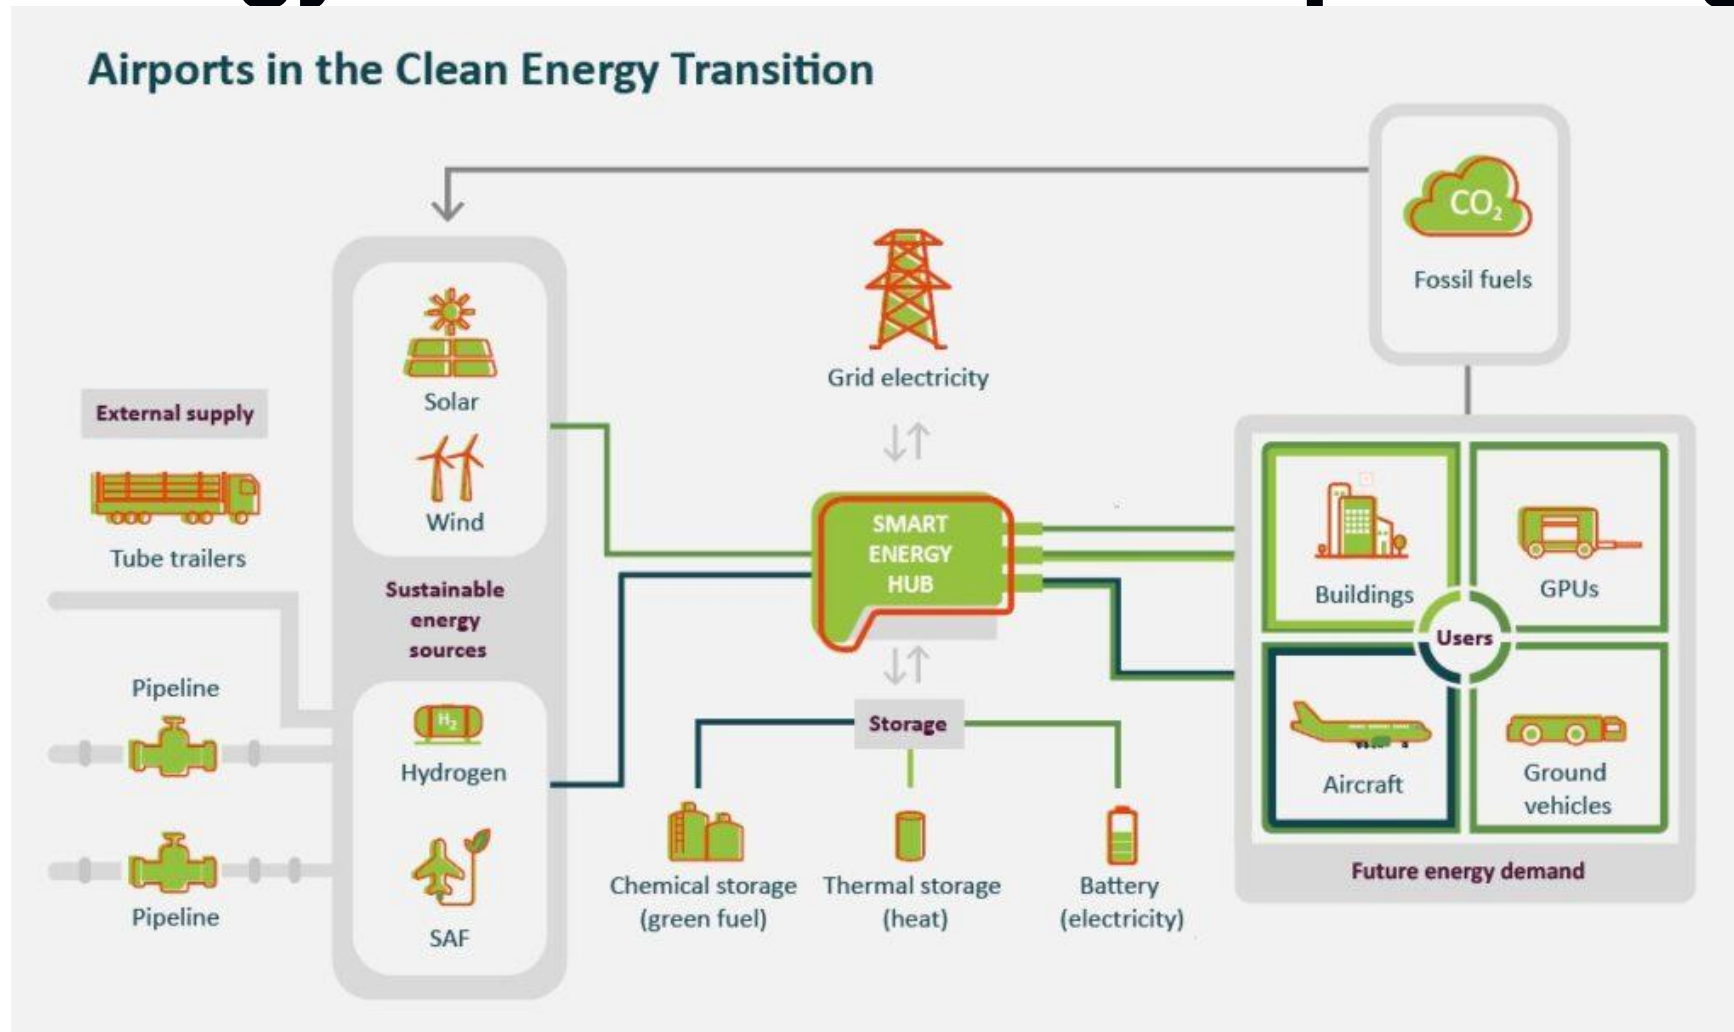 Airports in the Clean Energy Transition
CO₂
Fossil fuels
Solar
Wind
Grid electricity
External supply
Tube trailers
Sustainable
energy
sources
SMART
ENERGY
HUB
Buildings
GPUs
Users
Pipeline
H₂
Hydrogen
Storage
Aircraft
Ground
vehicles
Pipeline
SAF
Chemical storage
(green fuel)
Thermal storage
(heat)
Battery
(electricity)
Future energy demand